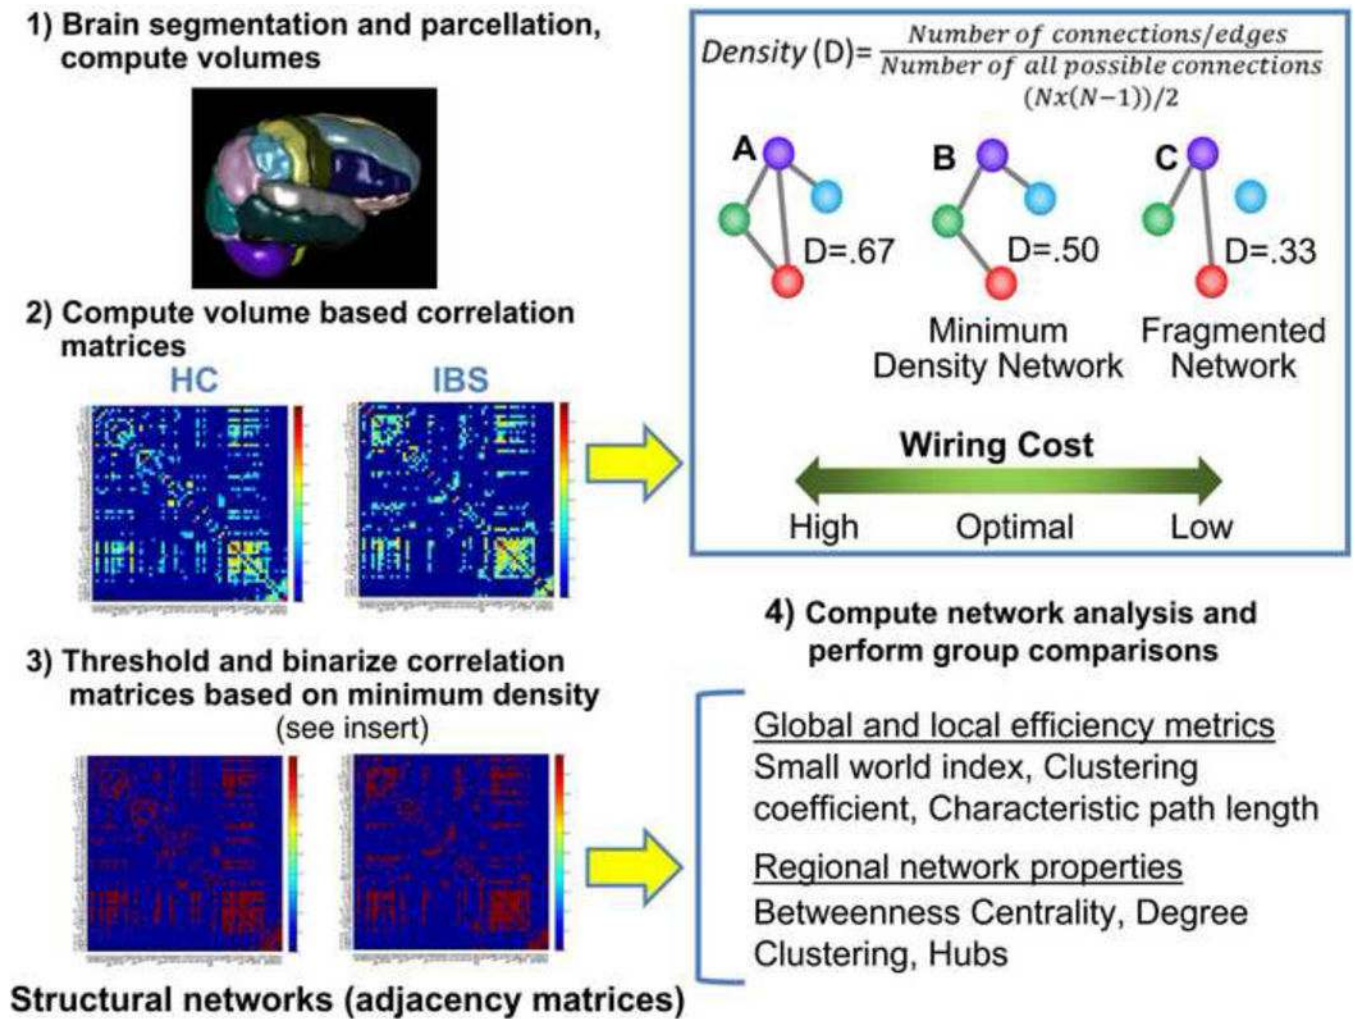 1) Brain segmentation and parcellation,
compute volumes
2) Compute volume based correlation
matrices
HC IBS
3) Threshold and binarize correlation
matrices based on minimum density
(see insert)
Structural networks (adjacency matrices)
Density (D)= Number of connections/edges
Number of all possible connections
(Nx(N−1))/2
A B C
D=.67 D=.50 D=.33
Minimum Fragmented
Density Network Network
Wiring Cost
High Optimal Low
4) Compute network analysis and
perform group comparisons
Global and local efficiency metrics
Small world index, Clustering
coefficient, Characteristic path length
Regional network properties
Betweenness Centrality, Degree
Clustering, Hubs